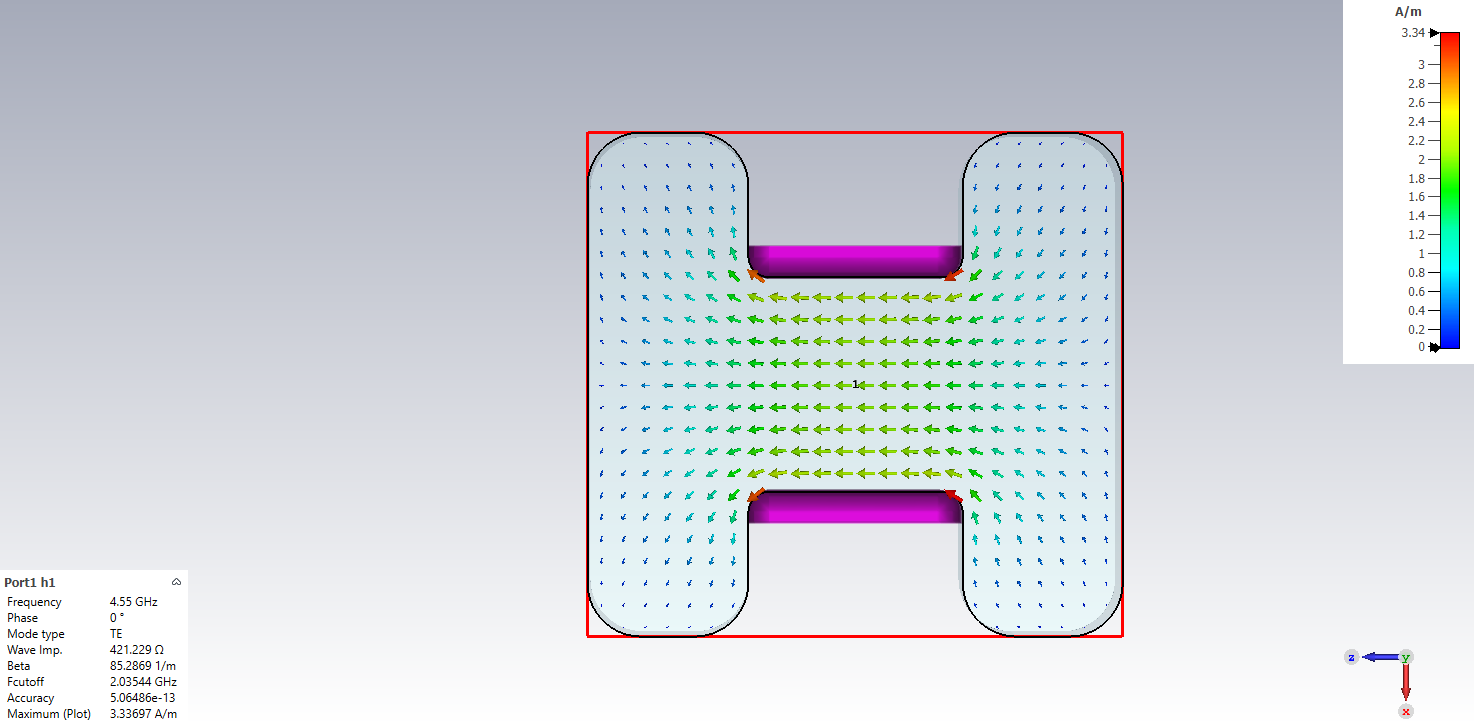 A/m
3.34
3
2.8
2.6
2.4
2.2
2
1.8
1.6
1.4
1.2
1
0.8
0.6
0.4
0.2
0
1
Port1 h1
Frequency 4.55 GHz
Phase 0 °
Mode type TE
Wave Imp. 421.229 Ω
Beta 85.2869 1/m
Fcutoff 2.03544 GHz
Accuracy 5.06486e-13
Maximum (Plot) 3.33697 A/m
z y
x